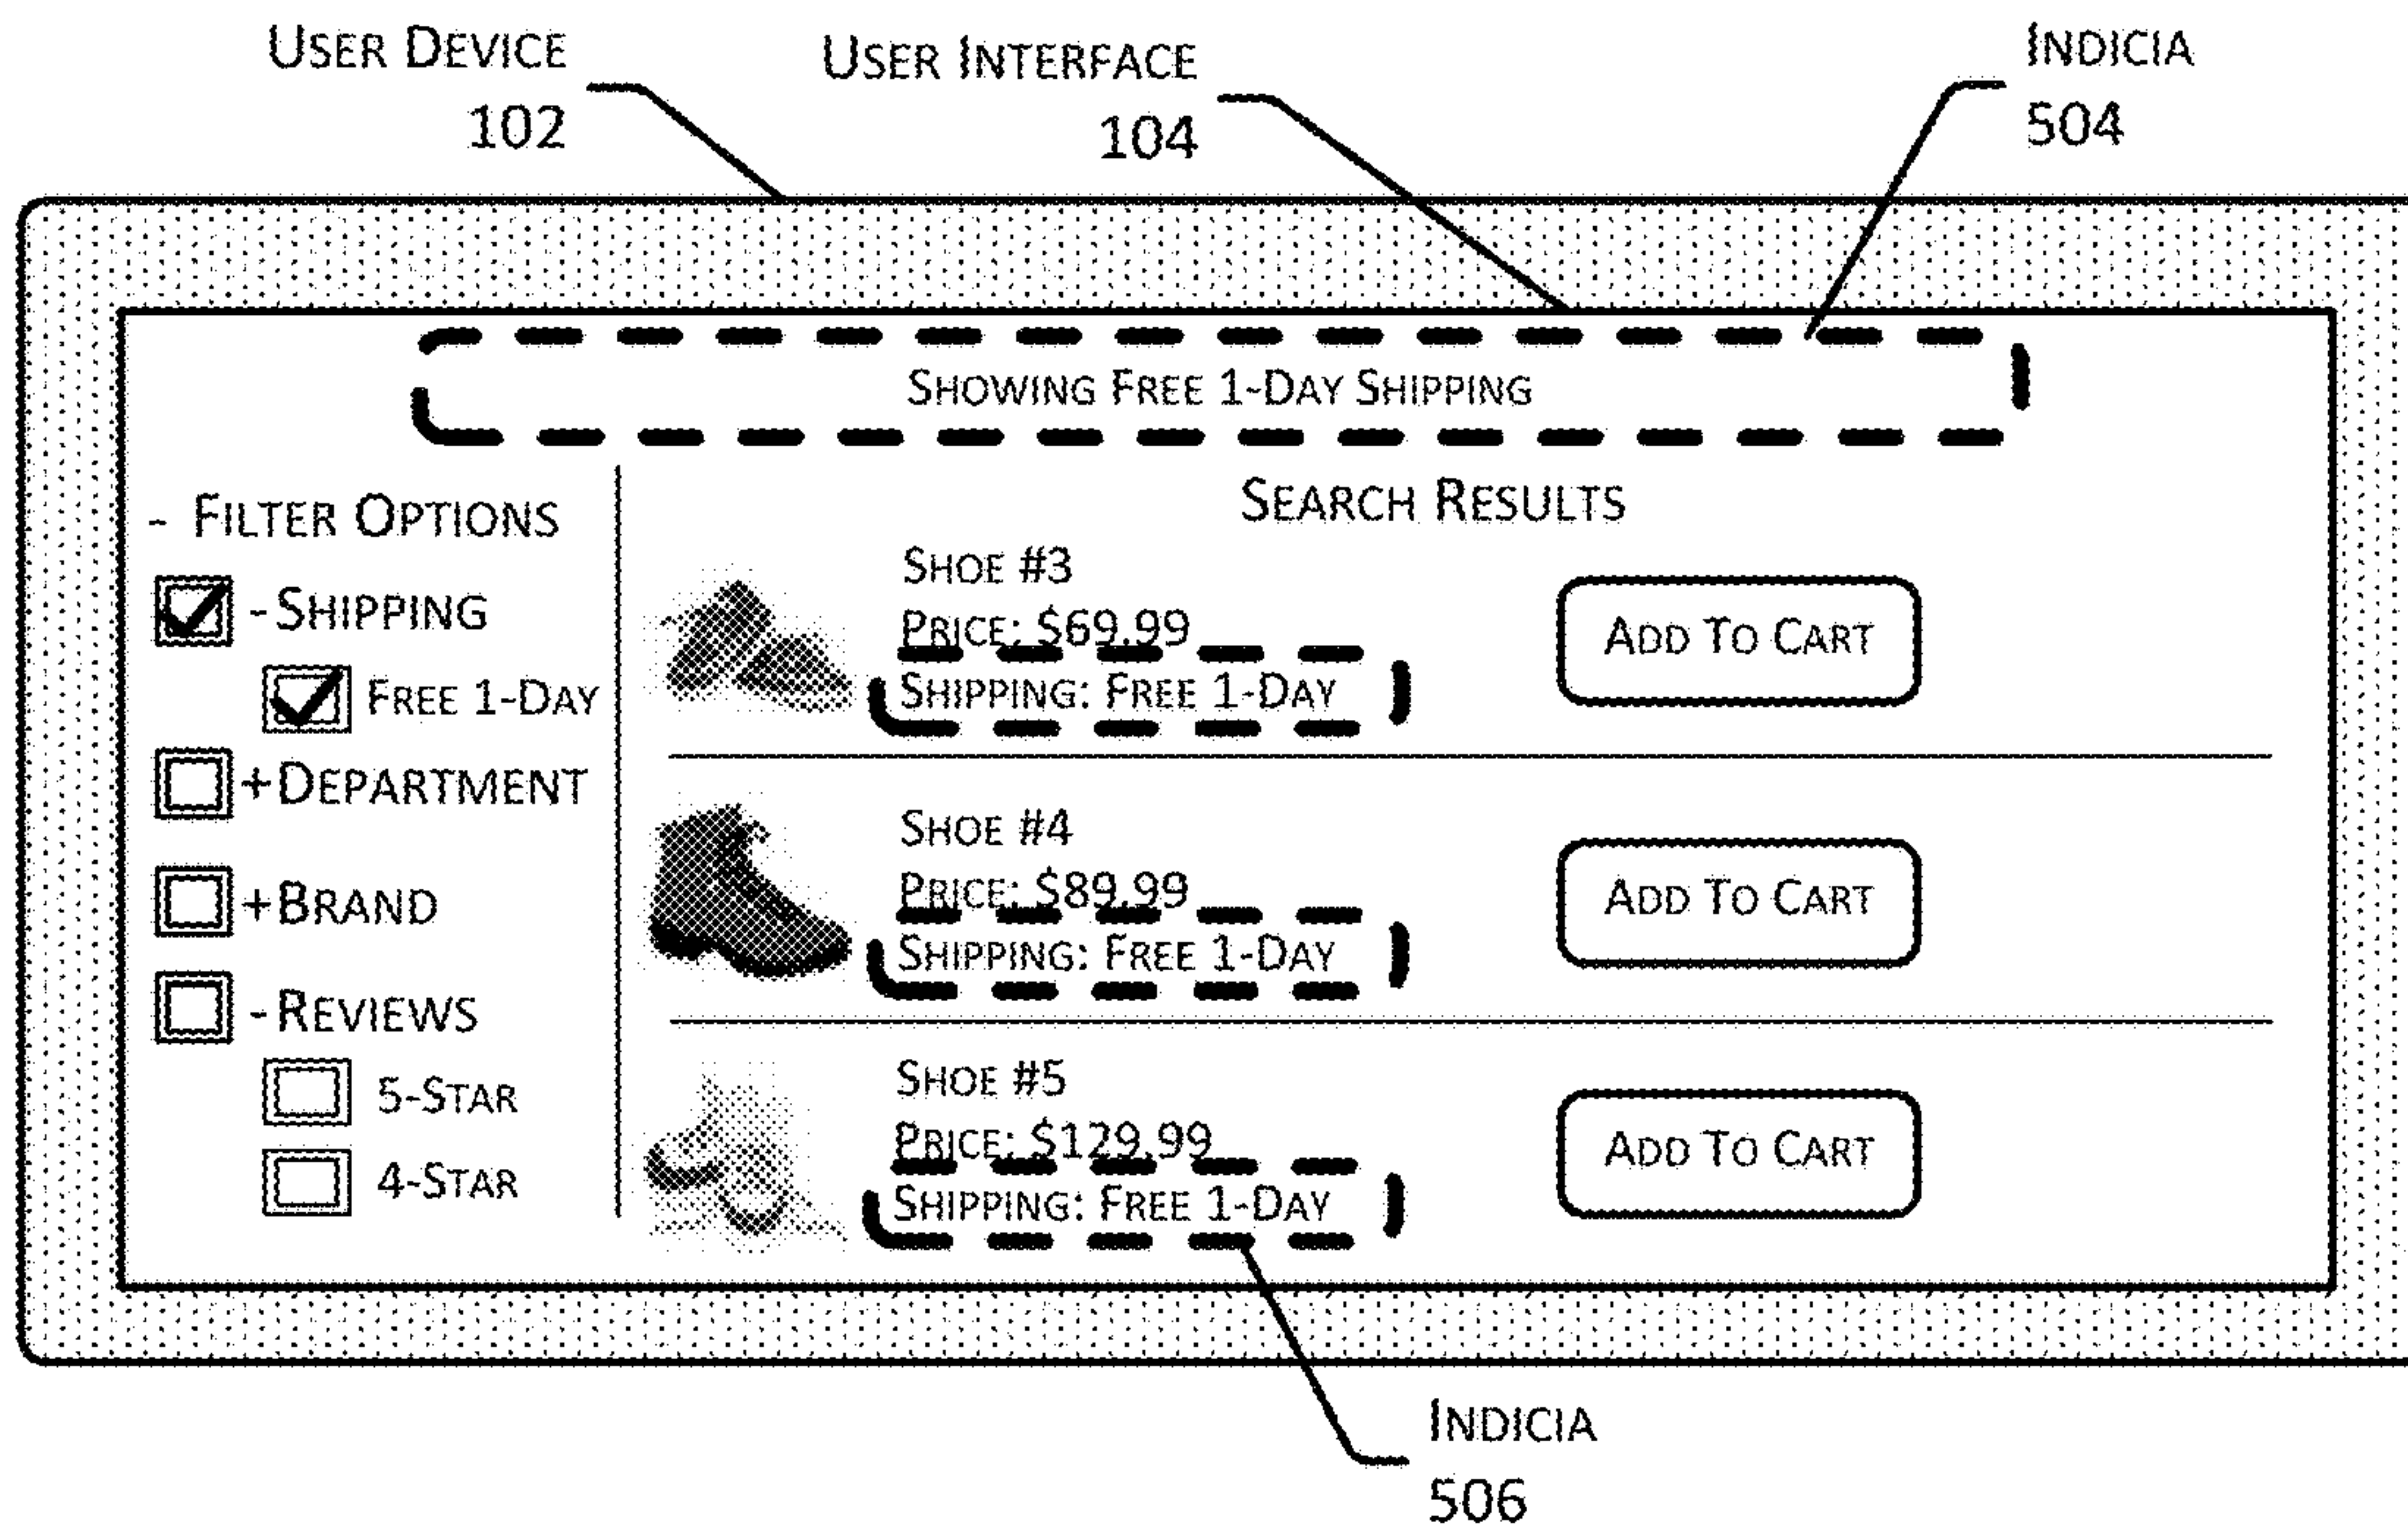 USER DEVICE
102
USER INTERFACE
104
INDICIA
504
SHOWING FREE 1-DAY SHIPPING
- FILTER OPTIONS
- SHIPPING
FREE 1-DAY
+DEPARTMENT
+BRAND
- REVIEWS
5-STAR
4-STAR
SEARCH RESULTS
SHOE #3
PRICE: $69.99
SHIPPING: FREE 1-DAY
ADD TO CART
SHOE #4
PRICE: $89.99
SHIPPING: FREE 1-DAY
ADD TO CART
SHOE #5
PRICE: $129.99
SHIPPING: FREE 1-DAY
ADD TO CART
INDICIA
506